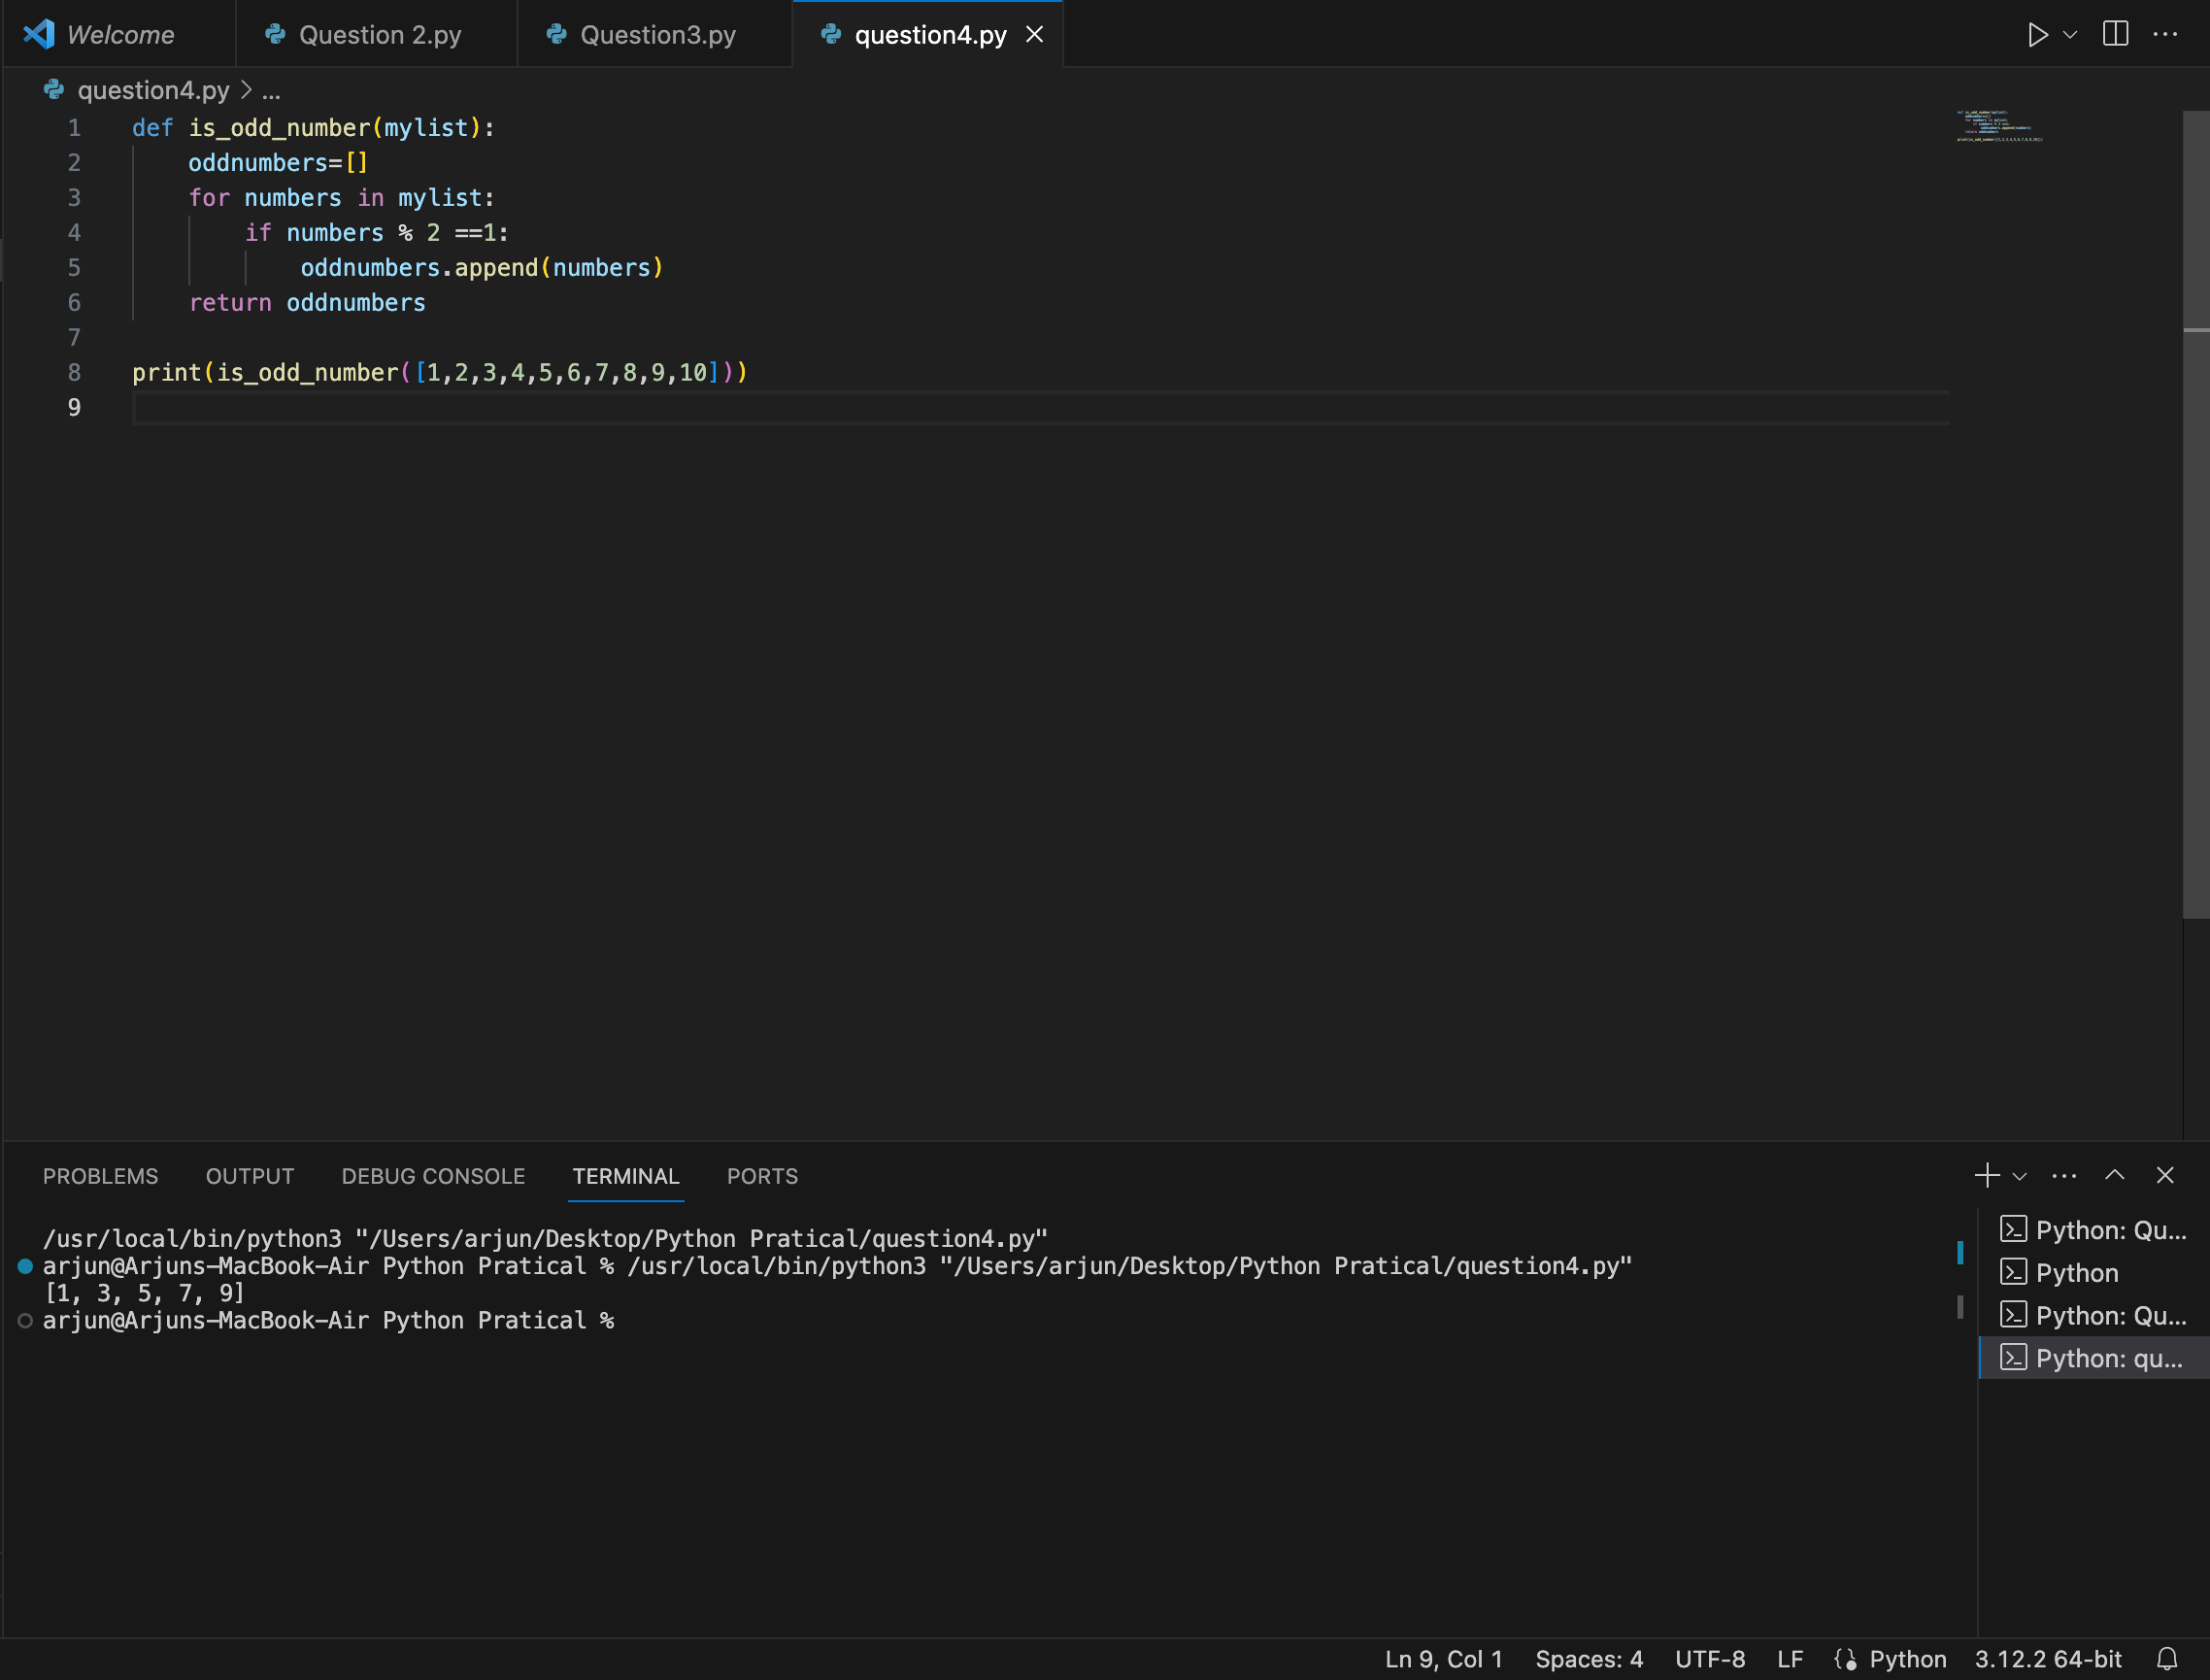 Welcome
Question 2.py
Question3.py
question4.py
question4.py > ...
1 def is_odd_number(mylist):
2     oddnumbers=[]
3     for numbers in mylist:
4         if numbers % 2 ==1:
5             oddnumbers.append(numbers)
6     return oddnumbers
7
8 print(is_odd_number([1,2,3,4,5,6,7,8,9,10]))
9
PROBLEMS OUTPUT DEBUG CONSOLE TERMINAL PORTS
/usr/local/bin/python3 "/Users/arjun/Desktop/Python Pratical/question4.py"
arjun@Arjuns-MacBook-Air Python Pratical % /usr/local/bin/python3 "/Users/arjun/Desktop/Python Pratical/question4.py"
[1, 3, 5, 7, 9]
arjun@Arjuns-MacBook-Air Python Pratical %
Python: Qu...
Python
Python: Qu...
Python: qu...
Ln 9, Col 1 Spaces: 4 UTF-8 LF Python 3.12.2 64-bit